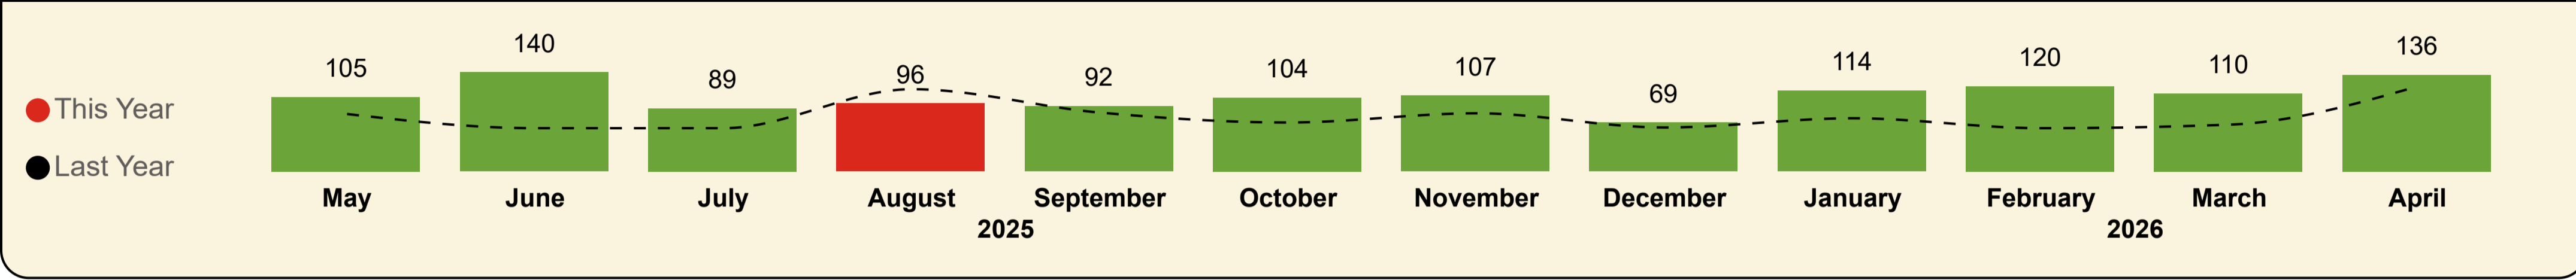 This Year
Last Year
105 140 89 96 92 104 107 69 114 120 110 136
May June July August September October November December January February March April
2025 2026